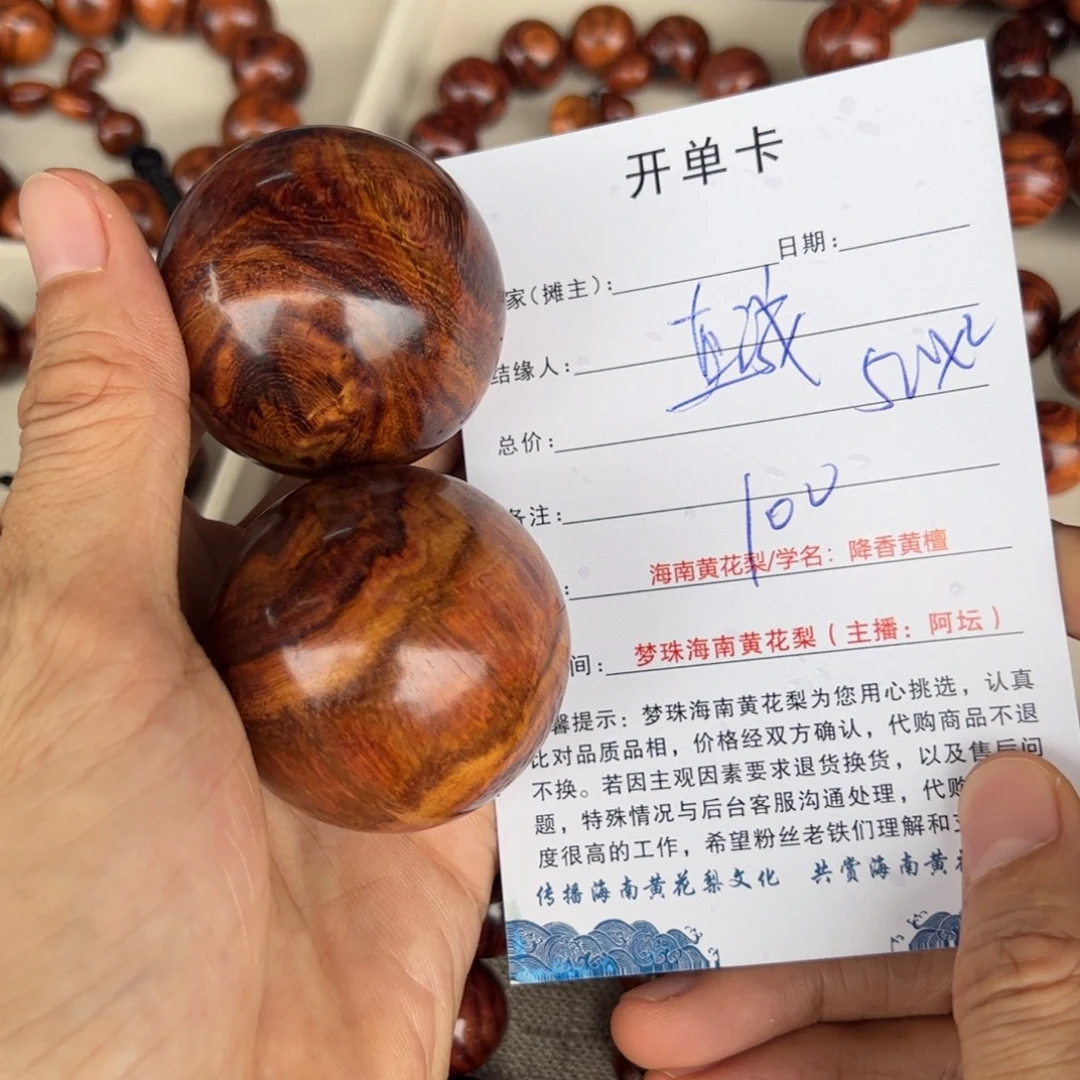 开单卡
日期:
家(摊主):
结缘人: 真诚
52x2
总价:
100
备注:
海南黄花梨/学名: 降香黄檀
间: 梦珠海南黄花梨(主播: 阿坛)
馨提示: 梦珠海南黄花梨为您用心挑选, 认真
比对品质品相, 价格经双方确认, 代购商品不退
不换。若因主观因素要求退货换货, 以及售后问
题, 特殊情况与后台客服沟通处理, 代购
度很高的工作, 希望粉丝老铁们理解和支
传播海南黄花梨文化 共赏海南黄花